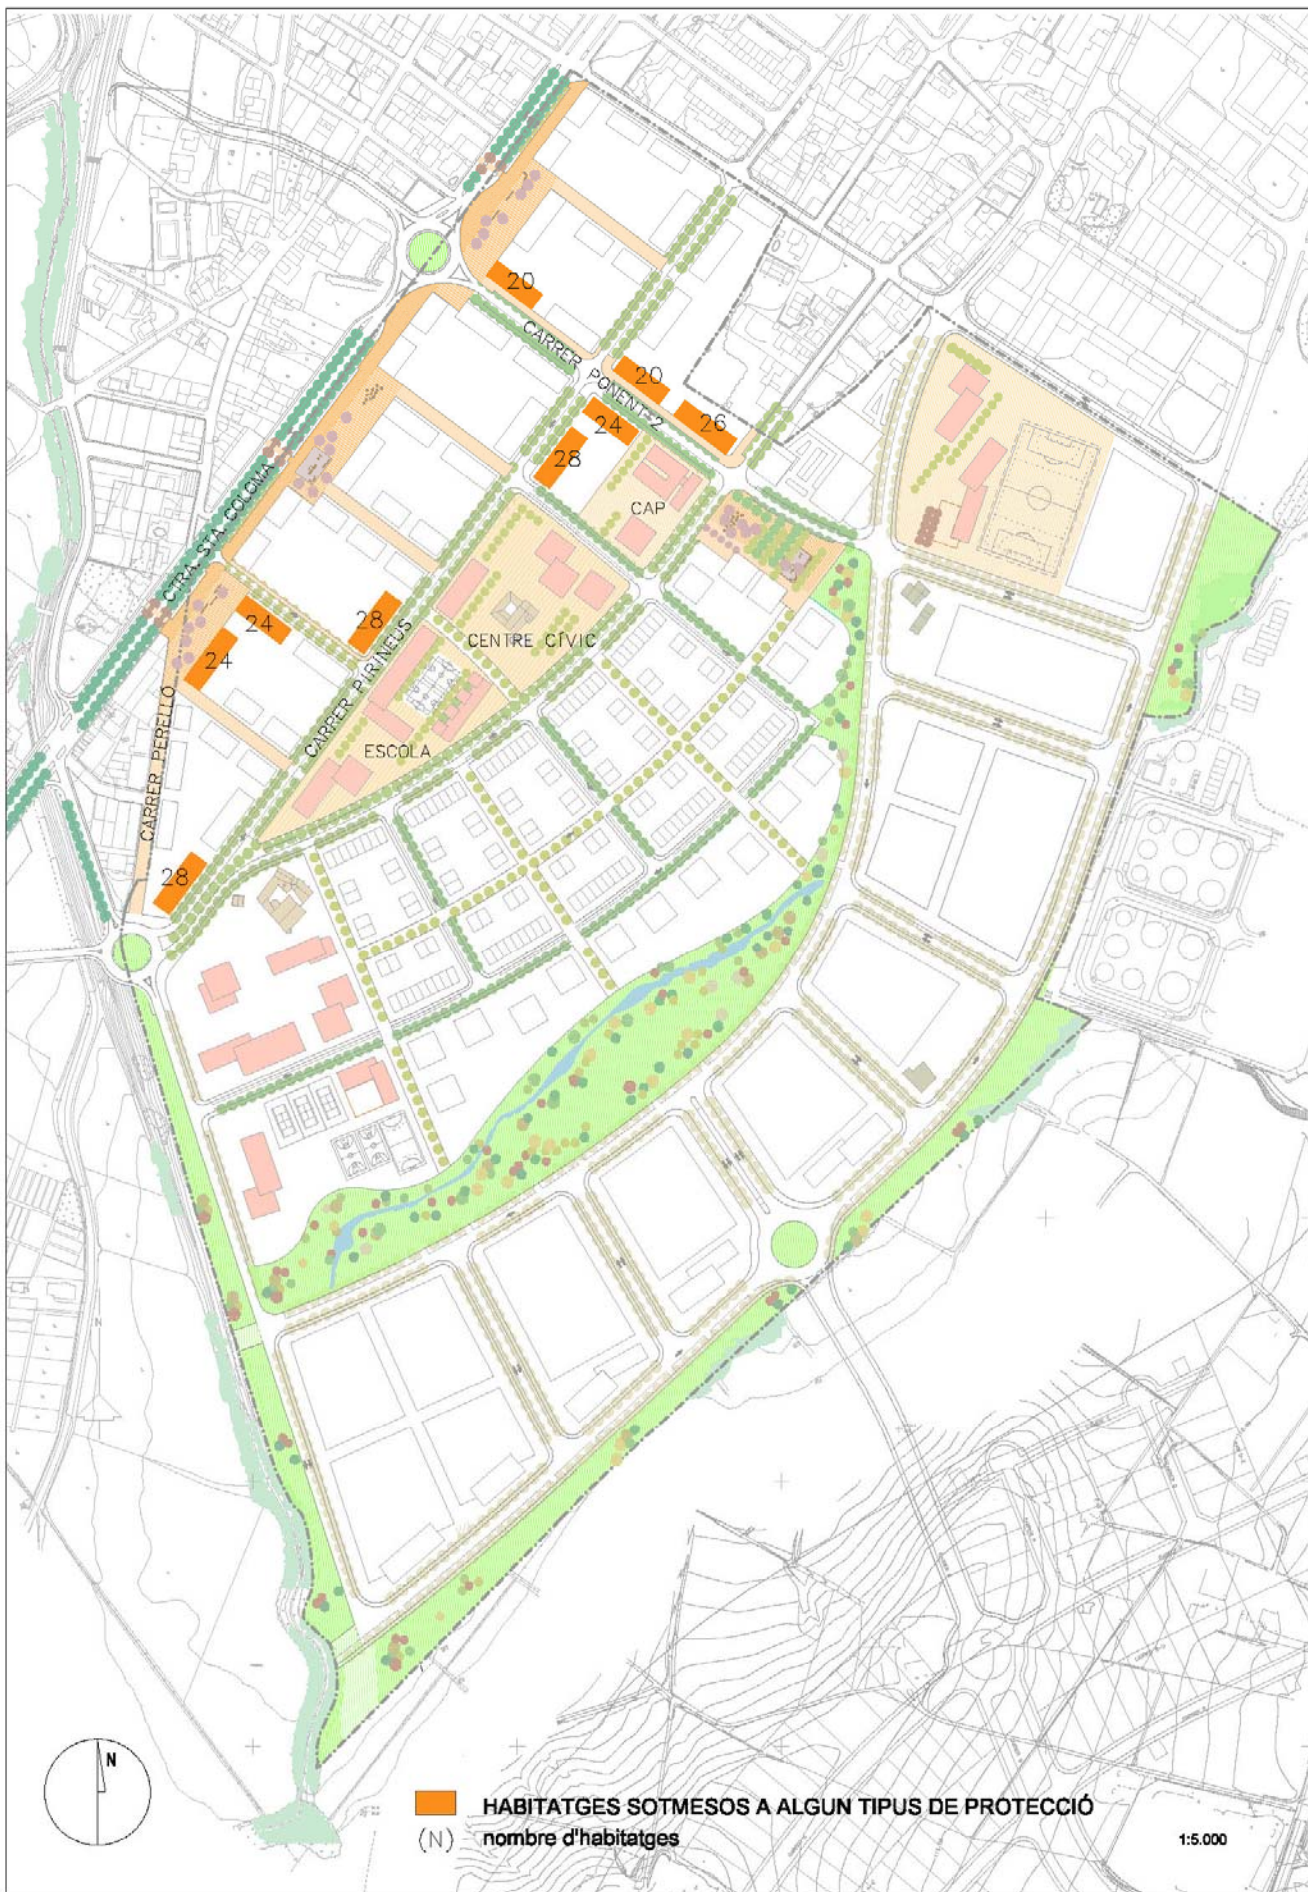 20
CARRER PONENT-2
20
26
24
28
CAP
CTRA. STA. COLOMA
CENTRE CÍVIC
28
24
24
CARRER PIRINEUS
ESCOLA
CARRER PERELLO
28
N
N
HABITATGES SOTMESOS A ALGUN TIPUS DE PROTECCIÓ
(N) nombre d'habitatges
1:5.000